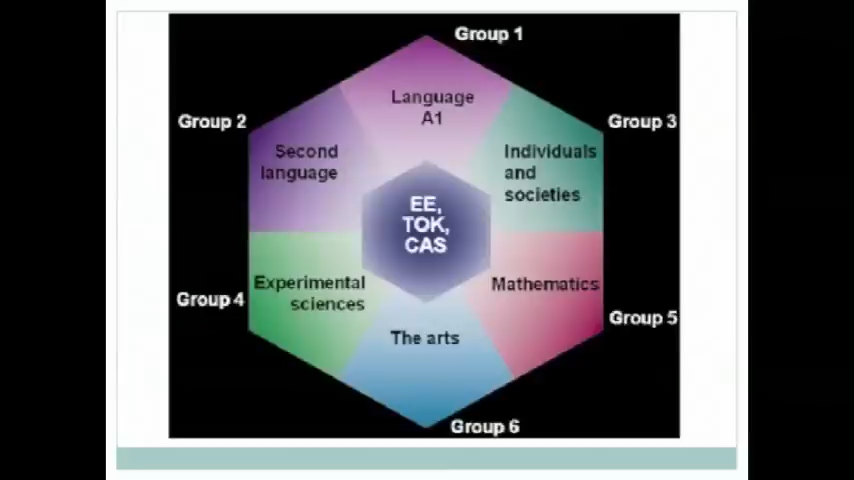 Group 1
Language
A1
Group 2
Group 3
Second
language
Individuals
and
societies
EE,
TOK,
CAS
Experimental
sciences
Mathematics
Group 4
Group 5
The arts
Group 6